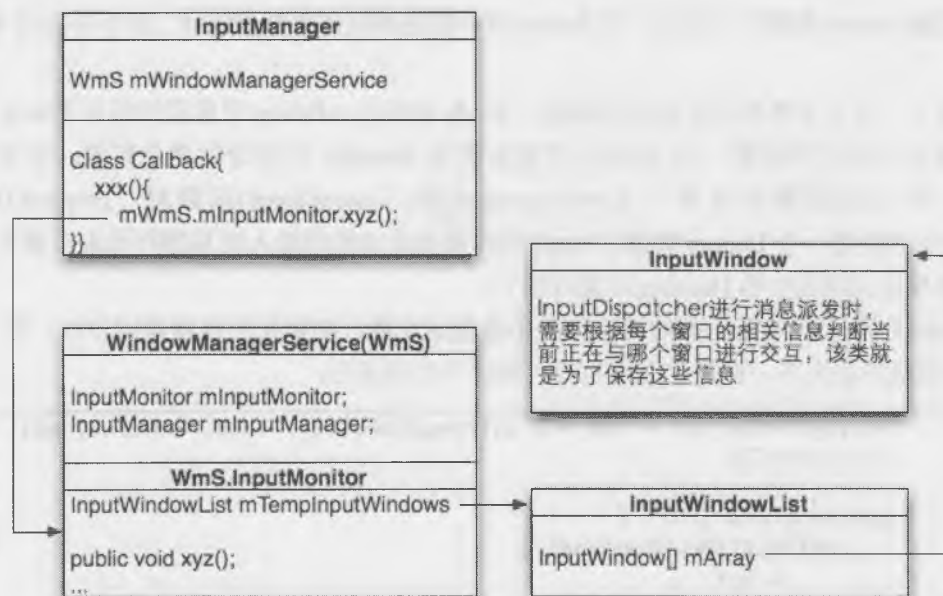 InputManager
WmS mWindowManagerService
Class Callback{
xxx(){
mWmS.mInputMonitor.xyz();
}}
InputWindow
InputDispatcher进行消息派发时，
需要根据每个窗口的相关信息判断当
前正在与哪个窗口进行交互，该类就
是为了保存这些信息
WindowManagerService(WmS)
InputMonitor mInputMonitor;
InputManager mInputManager;
WmS.InputMonitor
InputWindowList mTempInputWindows
public void xyz();
...
InputWindowList
InputWindow[] mArray